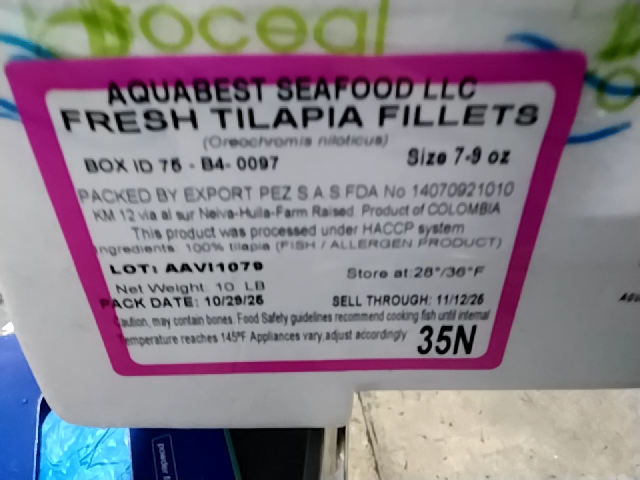 oceal
AQUABEST SEAFOOD LLC
FRESH TILAPIA FILLETS
(Oreochromis niloticus)
BOX ID 75 - B4- 0097
Size 7-9 oz
PACKED BY EXPORT PEZ S A S FDA No 14070921010
KM 12 via al sur Neiva-Huila-Farm Raised. Product of COLOMBIA
This product was processed under HACCP system
Ingredients: 100% tilapia (FISH / ALLERGEN PRODUCT)
LOT: AAVI1079
Store at:28°/36°F
Net Weight: 10 LB
PACK DATE: 10/29/25
SELL THROUGH: 11/12/25
Caution, may contain bones. Food Safety guidelines recommend cooking fish until internal
Temperature reaches 145ºF Appliances vary,adjust accordingly
35N
powder